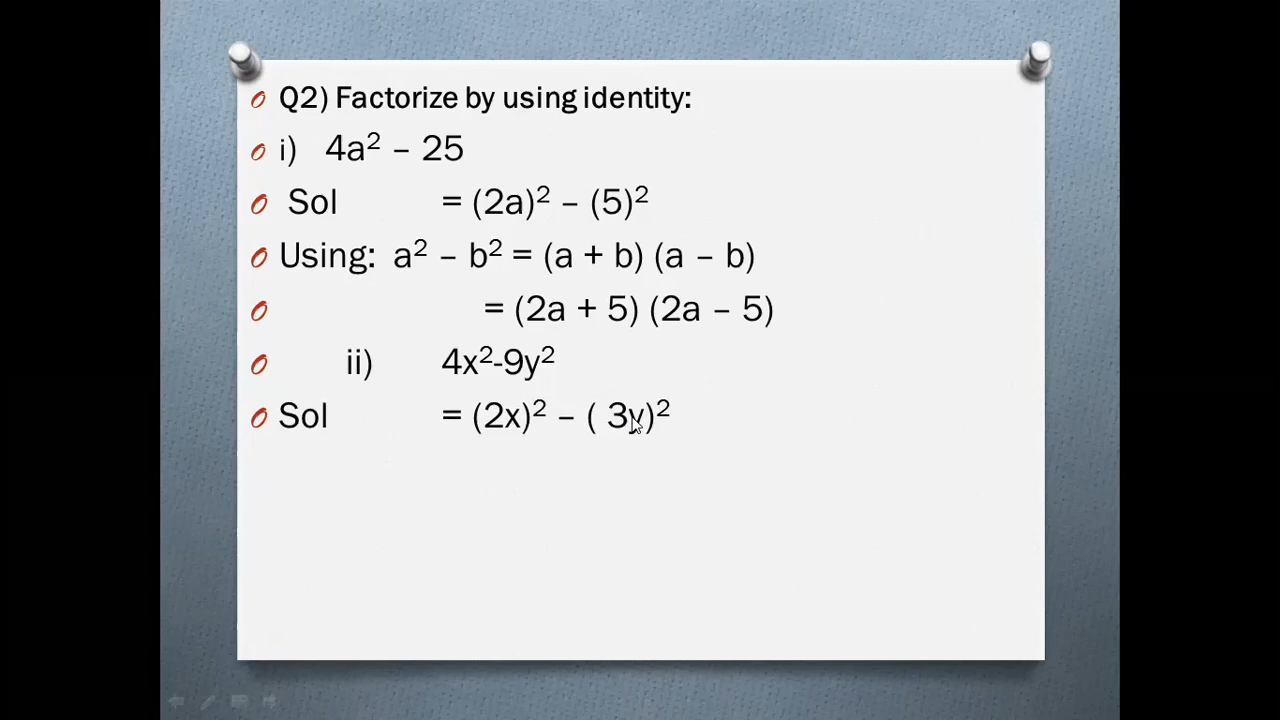 Q2) Factorize by using identity:
i) 4a² – 25
Sol = (2a)² – (5)²
Using: a² – b² = (a + b) (a – b)
= (2a + 5) (2a – 5)
ii) 4x²-9y²
Sol = (2x)² – ( 3y)²